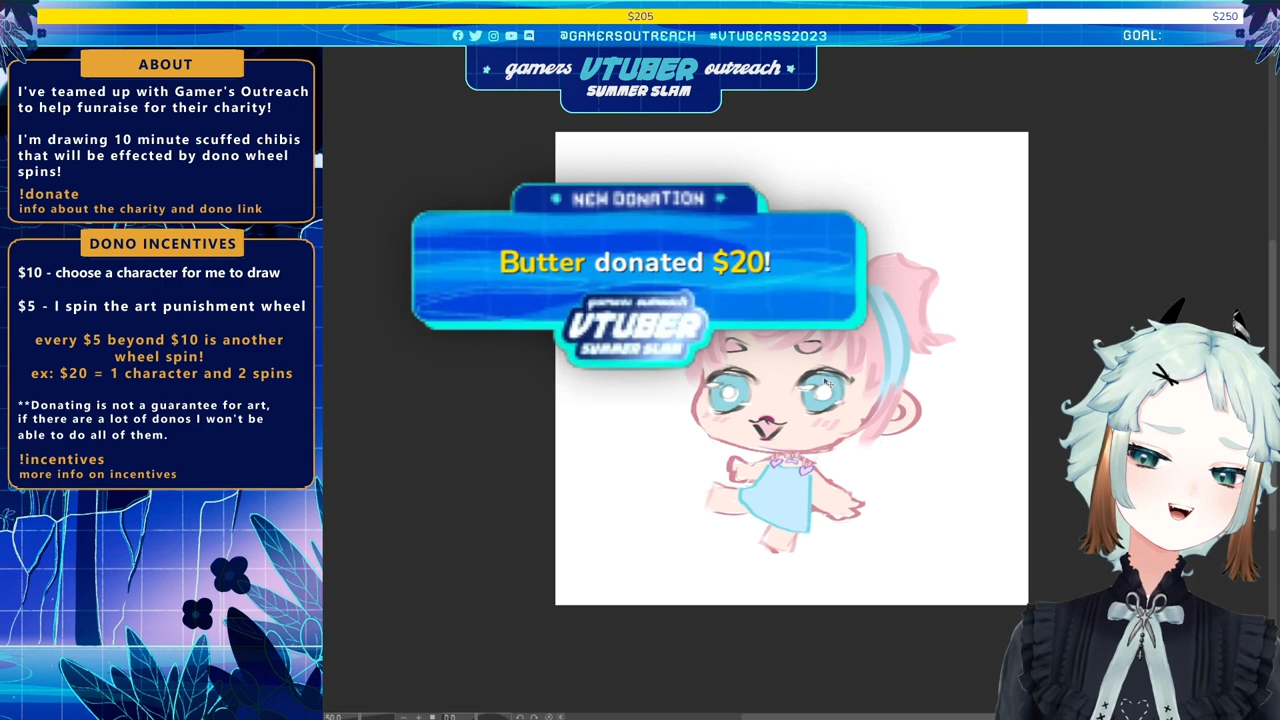 $205
$250
@GAMERSOUTREACH #VTUBERSS2023
GOAL:
gamers VTUBER outreach
SUMMER SLAM
ABOUT
I've teamed up with Gamer's Outreach
to help funraise for their charity!
I'm drawing 10 minute scuffed chibis
that will be effected by dono wheel
spins!
!donate
info about the charity and dono link
DONO INCENTIVES
$10 - choose a character for me to draw
$5 - I spin the art punishment wheel
every $5 beyond $10 is another
wheel spin!
ex: $20 = 1 character and 2 spins
**Donating is not a guarantee for art,
if there are a lot of donos I won't be
able to do all of them.
!incentives
more info on incentives
NEW DONATION
Butter donated $20!
gamers outreach
VTUBER
SUMMER SLAM